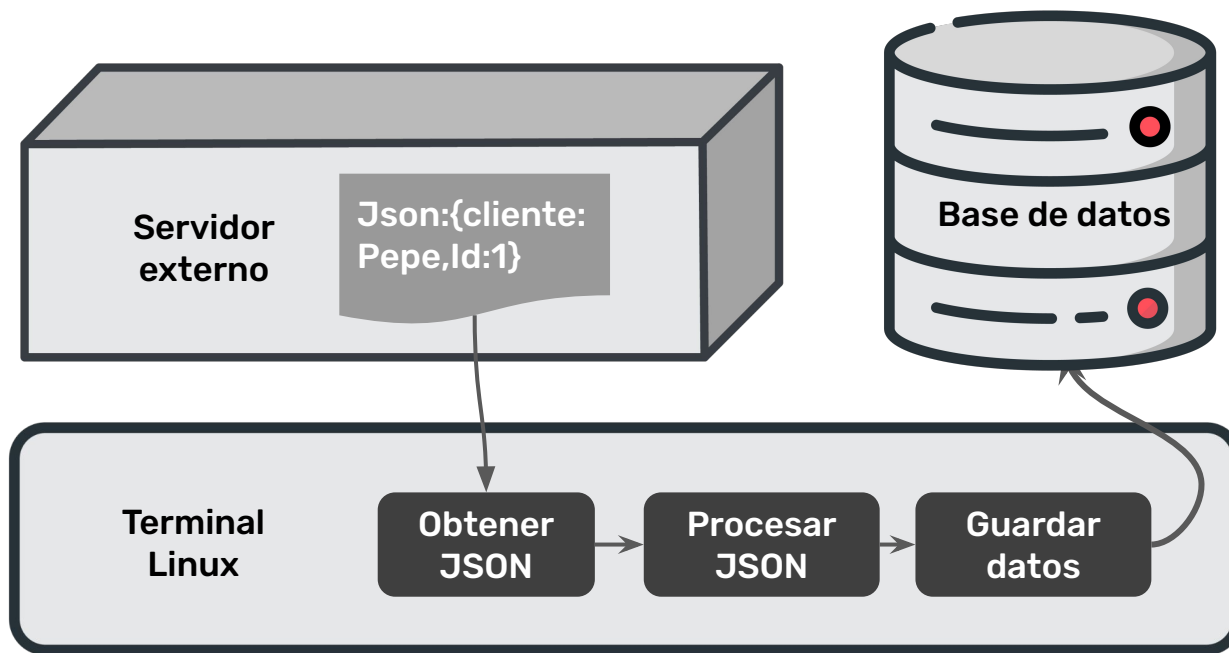 Servidor
externo
Json:{cliente:
Pepe,Id:1}
Base de datos
Terminal
Linux
Obtener
JSON
Procesar
JSON
Guardar
datos